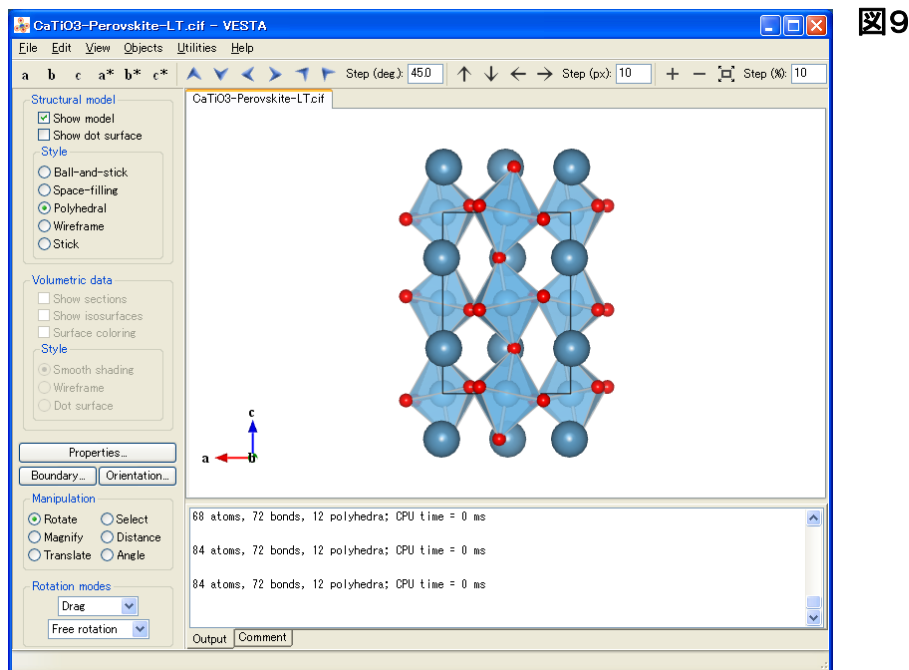 CaTiO3-Perovskite-LT.cif - VESTA
図9
File Edit View Objects Utilities Help
a b c a* b* c* Step (deg.): 45.0 Step (px): 10 Step (%): 10
Structural model
Show model
Show dot surface
Style
Ball-and-stick
Space-filling
Polyhedral
Wireframe
Stick
Volumetric data
Show sections
Show isosurfaces
Surface coloring
Style
Smooth shading
Wireframe
Dot surface
Properties...
Boundary... Orientation...
Manipulation
Rotate Select
Magnify Distance
Translate Angle
Rotation modes
Drag
Free rotation
CaTiO3-Perovskite-LT.cif
c
a b
68 atoms, 72 bonds, 12 polyhedra; CPU time = 0 ms
84 atoms, 72 bonds, 12 polyhedra; CPU time = 0 ms
84 atoms, 72 bonds, 12 polyhedra; CPU time = 0 ms
Output Comment